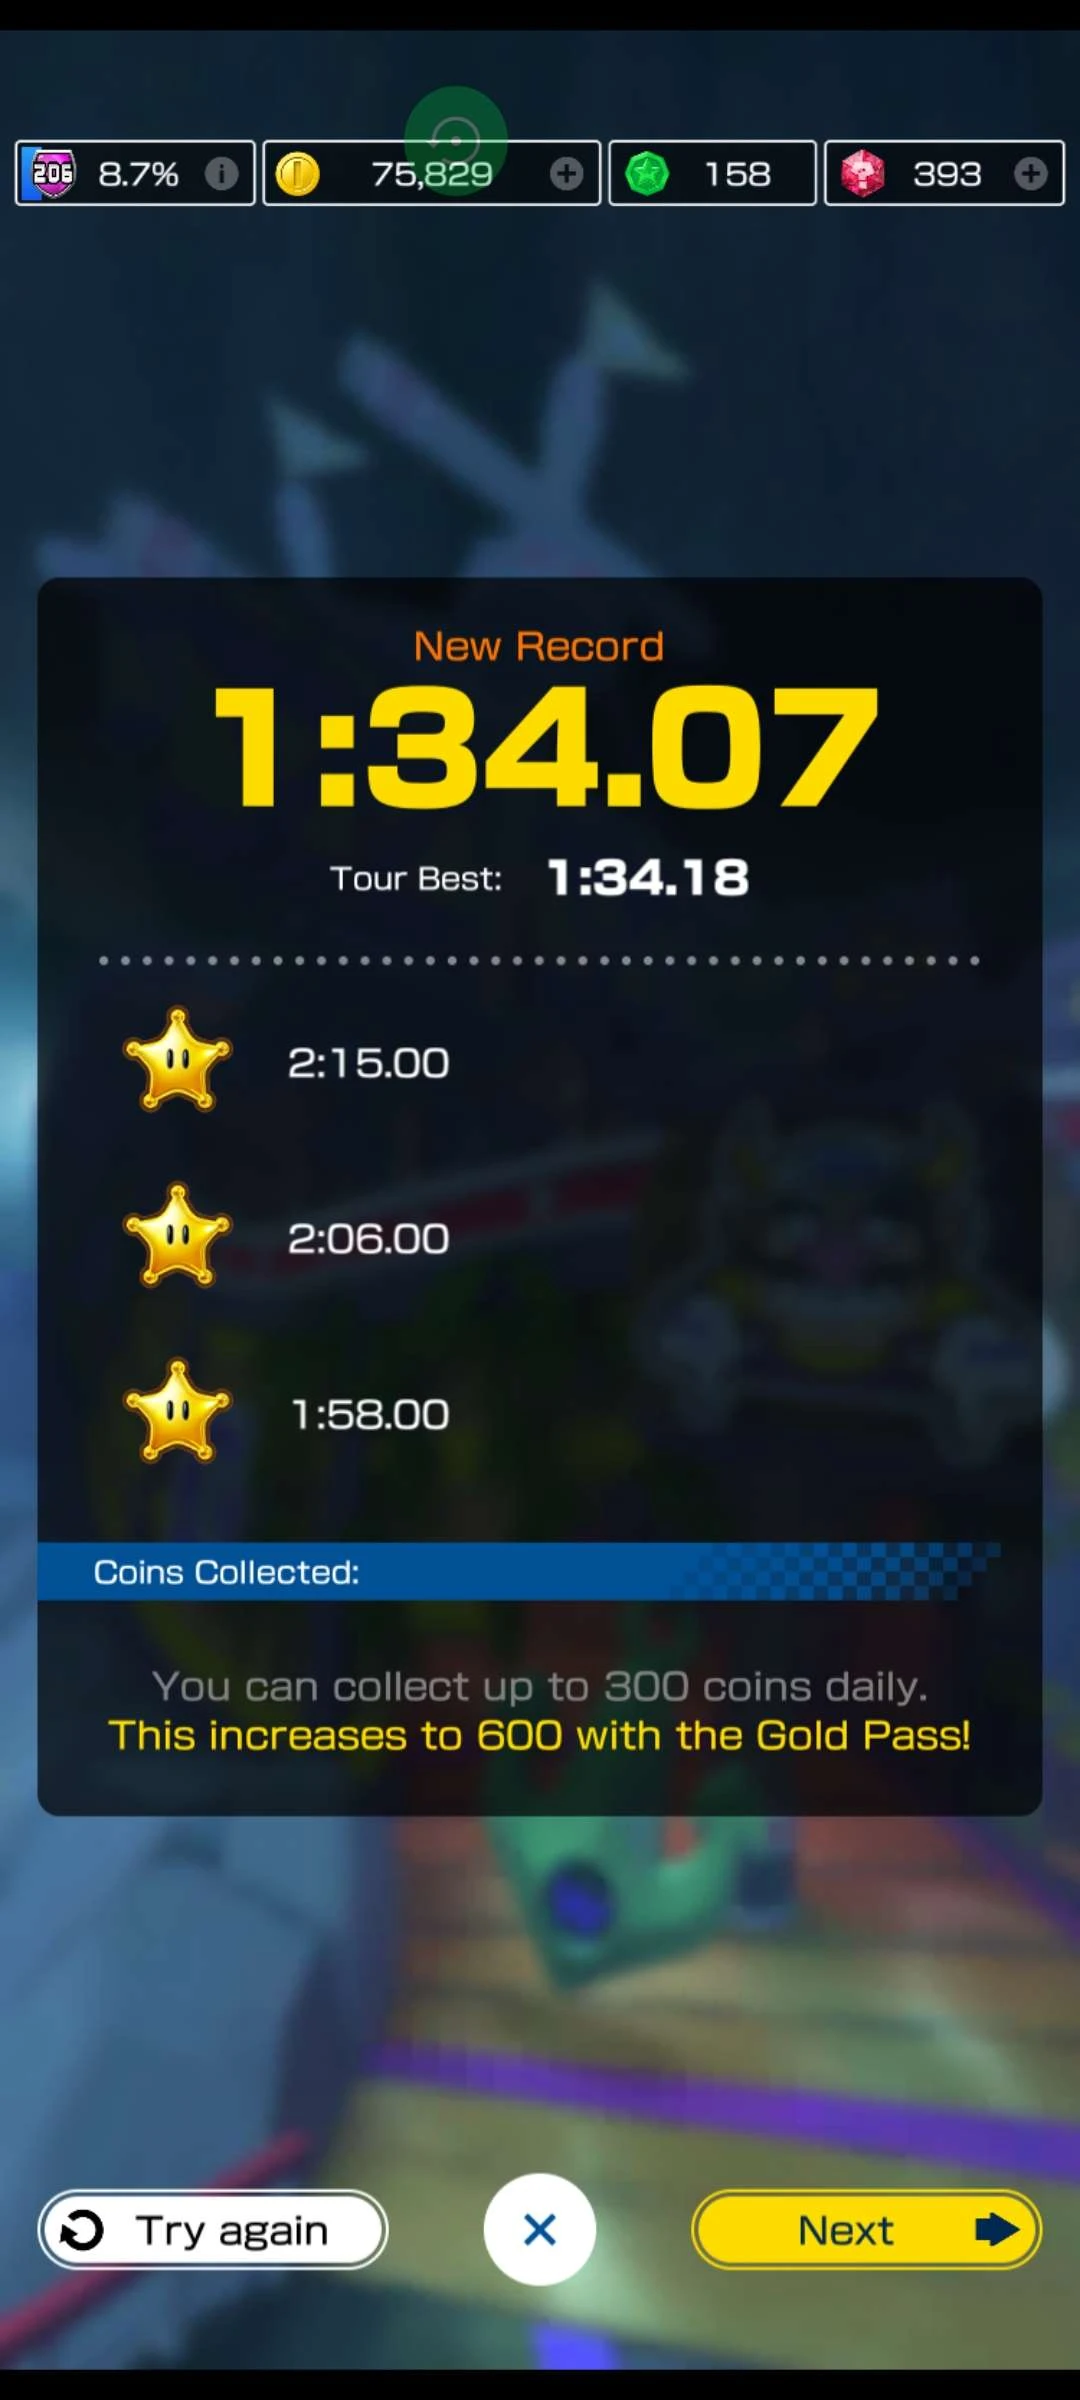 206 8.7% 75,829 158 393
New Record
1:34.07
Tour Best: 1:34.18
2:15.00
2:06.00
1:58.00
Coins Collected:
You can collect up to 300 coins daily.
This increases to 600 with the Gold Pass!
Try again Next